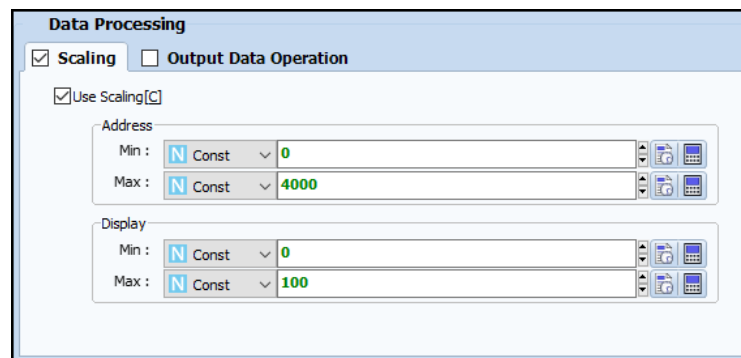 Data Processing
Scaling Output Data Operation
Use Scaling[C]
Address
Min : N Const 0
Max : N Const 4000
Display
Min : N Const 0
Max : N Const 100